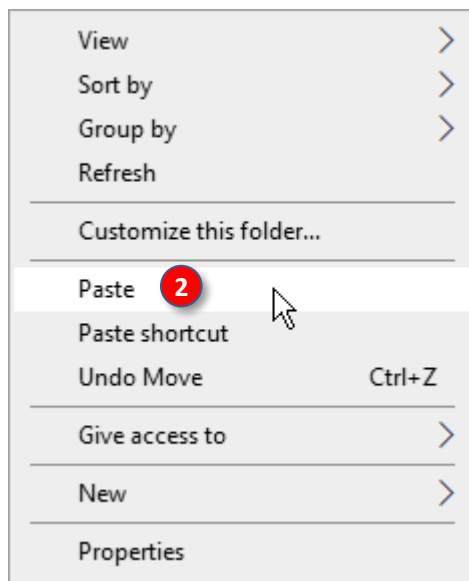 View
Sort by
Group by
Refresh
Customize this folder...
Paste 2
Paste shortcut
Undo Move Ctrl+Z
Give access to
New
Properties